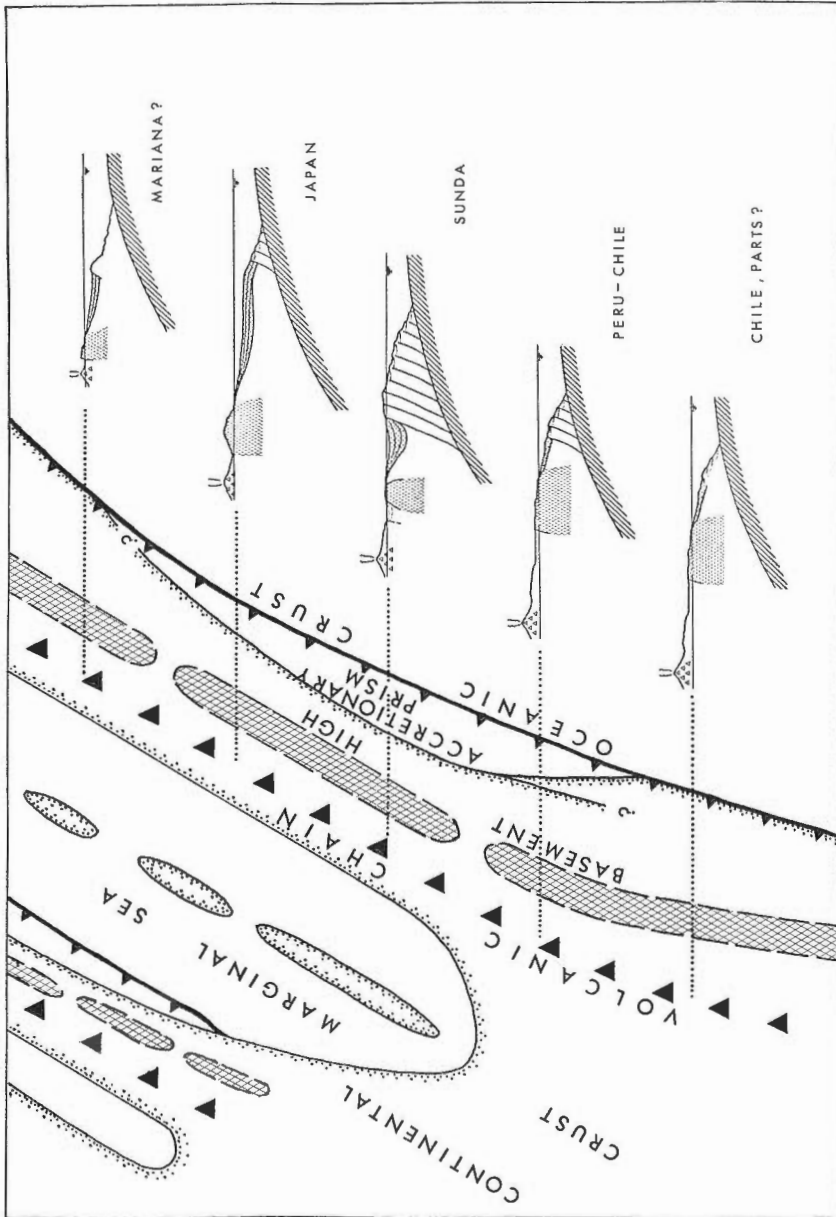 MARIANA ?
JAPAN
SUNDA
PERU – CHILE
CHILE , PARTS ?
?
OCEANIC CRUST
ACCRETIONARY
PRISM
?
BASEMENT HIGH
VOLCANIC CHAIN
MARGINAL SEA
CONTINENTAL
CRUST